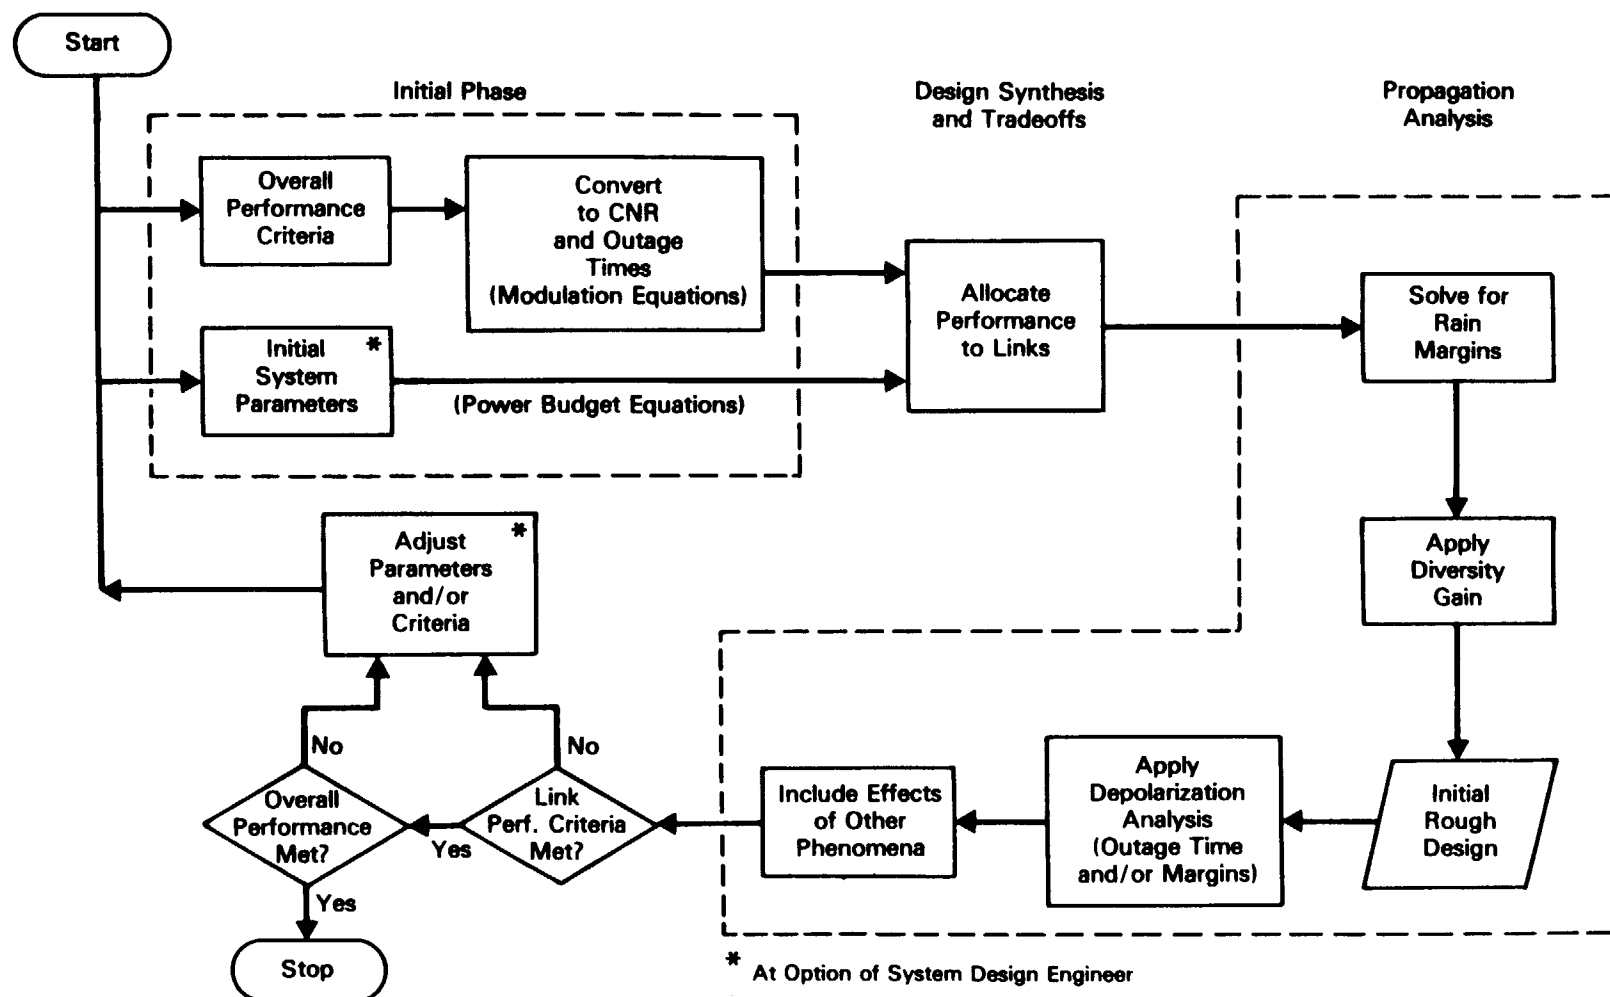 Start
Initial Phase
Design Synthesis
and Tradeoffs
Propagation
Analysis
Overall
Performance
Criteria
Convert
to CNR
and Outage
Times
(Modulation Equations)
Initial *
System
Parameters
(Power Budget Equations)
Allocate
Performance
to Links
Solve for
Rain
Margins
Apply
Diversity
Gain
Initial
Rough
Design
Apply
Depolarization
Analysis
(Outage Time
and/or Margins)
Include Effects
of Other
Phenomena
Link
Perf. Criteria
Met?
No
Yes
Overall
Performance
Met?
No
Yes
Adjust *
Parameters
and/or
Criteria
Stop
* At Option of System Design Engineer